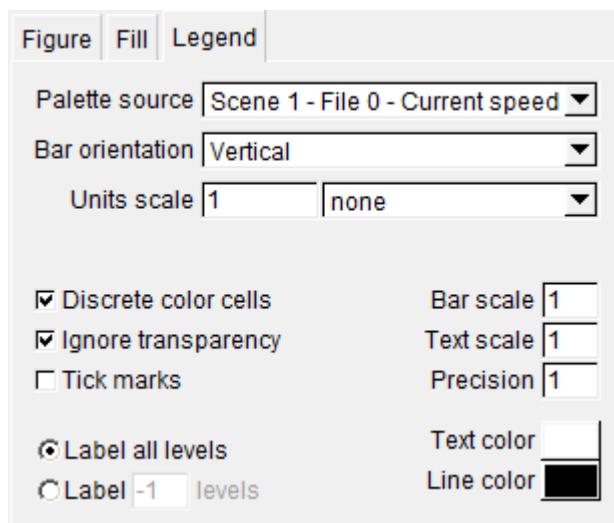 Figure Fill Legend
Palette source Scene 1 - File 0 - Current speed
Bar orientation Vertical
Units scale 1 none
Discrete color cells Bar scale 1
Ignore transparency Text scale 1
Tick marks Precision 1
Label all levels Text color
Label -1 levels Line color